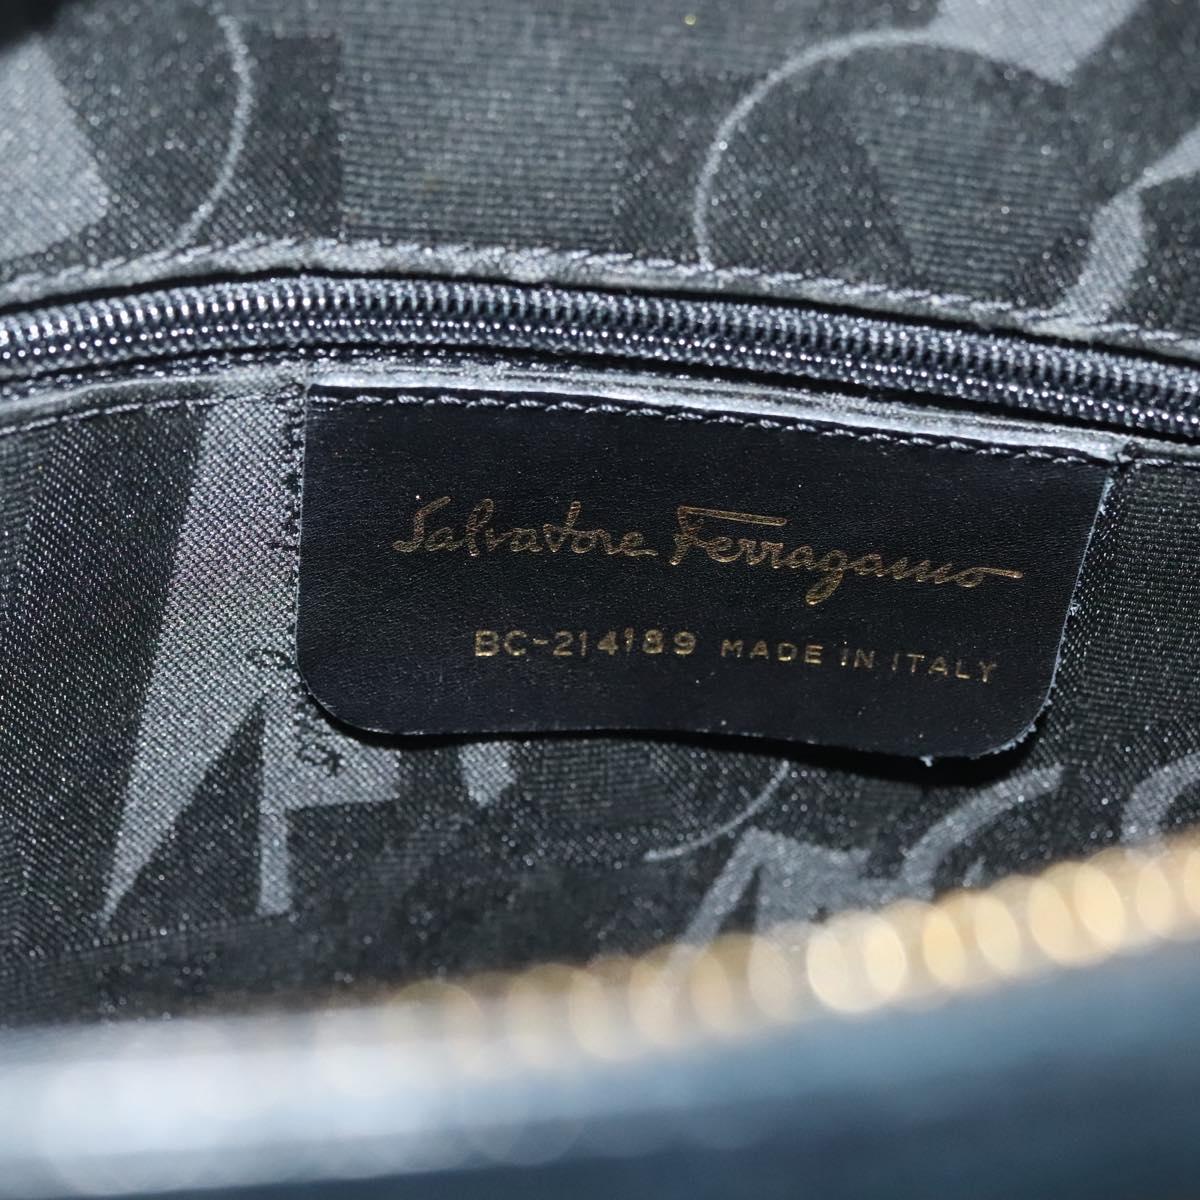 Salvatore Ferragamo
BC-214189 MADE IN ITALY